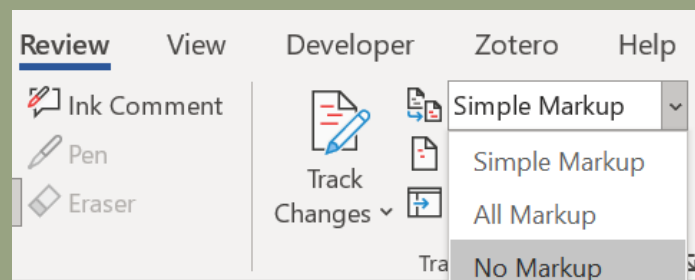 Review View Developer Zotero Help
Ink Comment
Pen
Eraser
Track
Changes
Simple Markup
Simple Markup
All Markup
No Markup